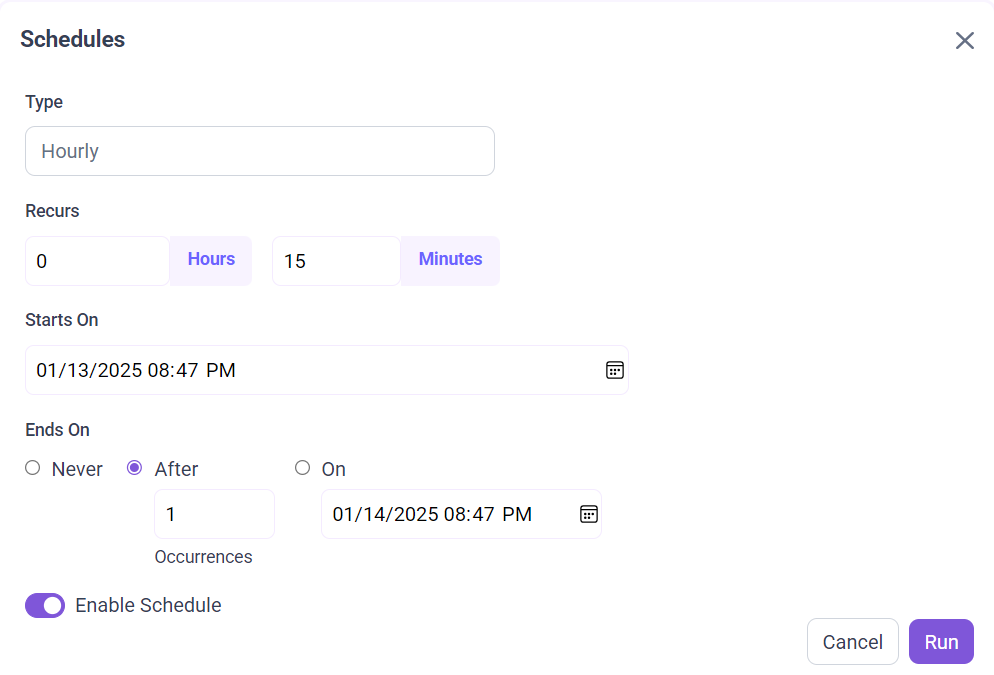 Schedules
Type
Hourly
Recurs
0 Hours 15 Minutes
Starts On
01/13/2025 08:47 PM
Ends On
Never After On
1 01/14/2025 08:47 PM
Occurrences
Enable Schedule
Cancel Run